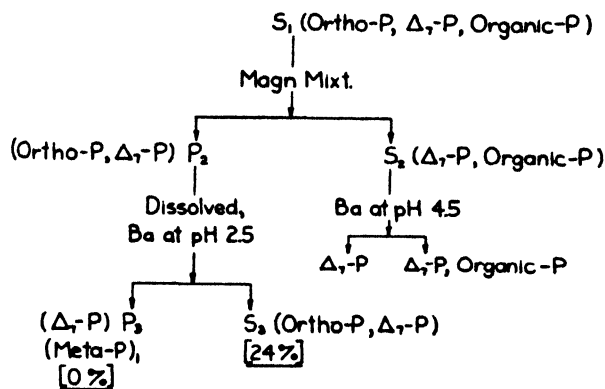 S₁ (Ortho-P, Δ₇-P, Organic-P)
Magn Mixt.
(Ortho-P, Δ₇-P) P₂
S₂ (Δ₇-P, Organic-P)
Dissolved,
Ba at pH 2.5
Ba at pH 4.5
Δ₇-P
Δ₇-P, Organic-P
(Δ₇-P) P₃
S₃ (Ortho-P, Δ₇-P)
(Meta-P)₁
[24%]
[0%]